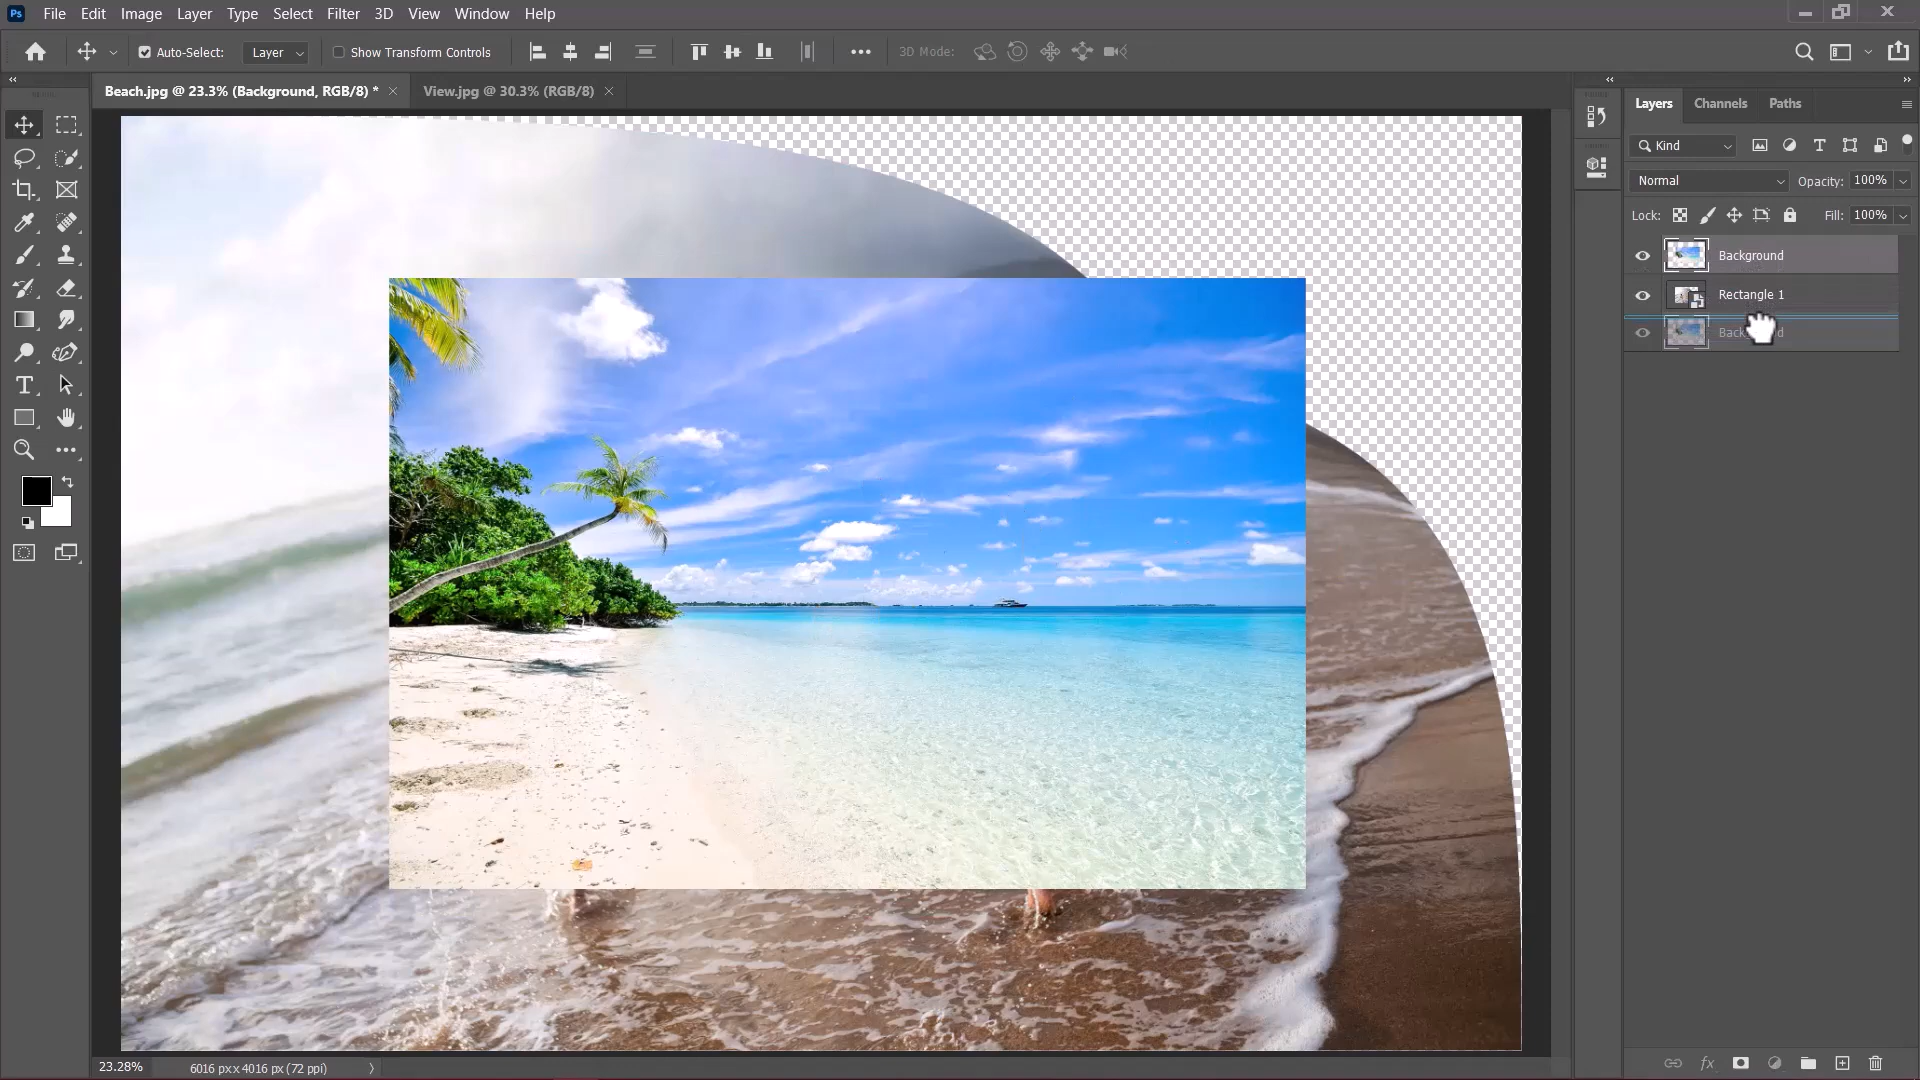 Ps File Edit Image Layer Type Select Filter 3D View Window Help
Auto-Select: Layer Show Transform Controls 3D Mode:
Beach.jpg @ 23.3% (Background, RGB/8) * View.jpg @ 30.3% (RGB/8)
Layers Channels Paths
Kind
Normal Opacity: 100%
Lock: Fill: 100%
Background
Rectangle 1
23.28% 6016 px x 4016 px (72 ppi)